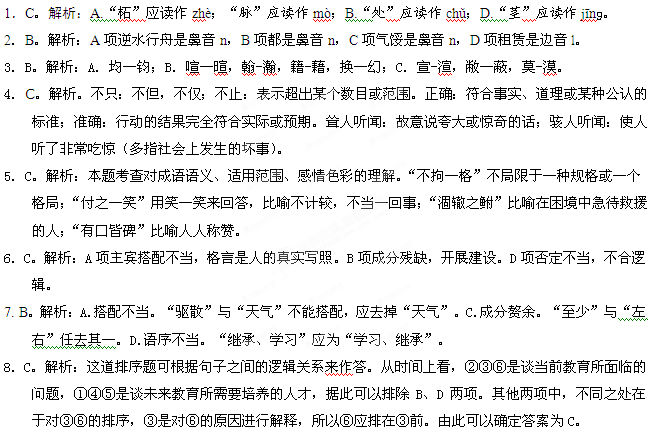 1. C。解析：A“柘”应读作 zhè；“脉”应读作 mò；B.“处”应读作 chǔ；D.“茎”应读作 jīng。
2. B。解析：A 项逆水行舟是鼻音 n，B 项都是鼻音 n，C 项气馁是鼻音 n，D 项租赁是边音 l。
3. B。解析：A. 均—钧；B. 喧—暄，翰-瀚，籍-藉，换—幻；C. 宣-渲，敝—蔽，莫-漠。
4. C。解析。不只：不但，不仅；不止：表示超出某个数目或范围。正确：符合事实、道理或某种公认的
标准；准确：行动的结果完全符合实际或预期。耸人听闻：故意说夸大或惊奇的话；骇人听闻：使人
听了非常吃惊（多指社会上发生的坏事）。
5. C。解析：本题考查对成语语义、适用范围、感情色彩的理解。“不拘一格”不局限于一种规格或一个
格局；“付之一笑”用笑一笑来回答，比喻不计较，不当一回事；“涸辙之鲋”比喻在困境中急待救援
的人；“有口皆碑”比喻人人称赞。
6. C。解析：A 项主宾搭配不当，格言是人的真实写照。B 项成分残缺，开展建设。D 项否定不当，不合逻
辑。
7. B。解析：A.搭配不当。“驱散”与“天气”不能搭配，应去掉“天气”。C.成分赘余。“至少”与“左
右”任去其一。D.语序不当。“继承、学习”应为“学习、继承”。
8. C。解析：这道排序题可根据句子之间的逻辑关系来作答。从时间上看，②③⑥是谈当前教育所面临的
问题，①④⑤是谈未来教育所需要培养的人才，据此可以排除 B、D 两项。其他两项中，不同之处在
于对③⑥的排序，③是对⑥的原因进行解释，所以⑥应排在③前。由此可以确定答案为 C。